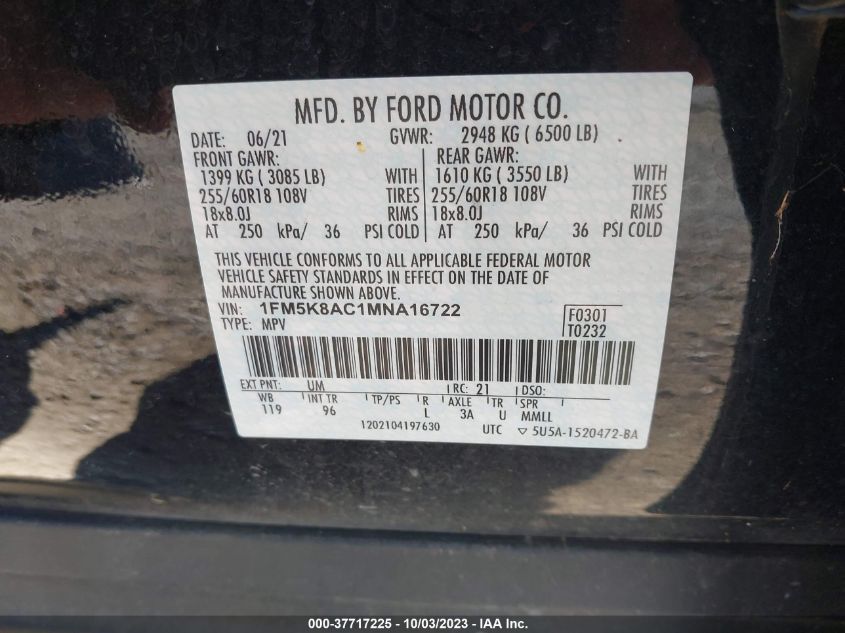 MFD. BY FORD MOTOR CO.
DATE: 06/21 GVWR: 2948 KG ( 6500 LB)
FRONT GAWR: REAR GAWR:
1399 KG ( 3085 LB) WITH 1610 KG ( 3550 LB) WITH
255/60R18 108V TIRES 255/60R18 108V TIRES
18x8.0J RIMS 18x8.0J RIMS
AT 250 kPa/ 36 PSI COLD AT 250 kPa/ 36 PSI COLD
THIS VEHICLE CONFORMS TO ALL APPLICABLE FEDERAL MOTOR
VEHICLE SAFETY STANDARDS IN EFFECT ON THE DATE OF
MANUFACTURE SHOWN ABOVE.
VIN: 1FM5K8AC1MNA16722 F0301
TYPE: MPV T0232
EXT PNT: UM RC: 21 DSO:
WB INT TR TP/PS R AXLE TR SPR
119 96 L 3A U MMLL
1202104197630 UTC ▽ 5U5A-1520472-BA
000-37717225 - 10/03/2023 - IAA Inc.